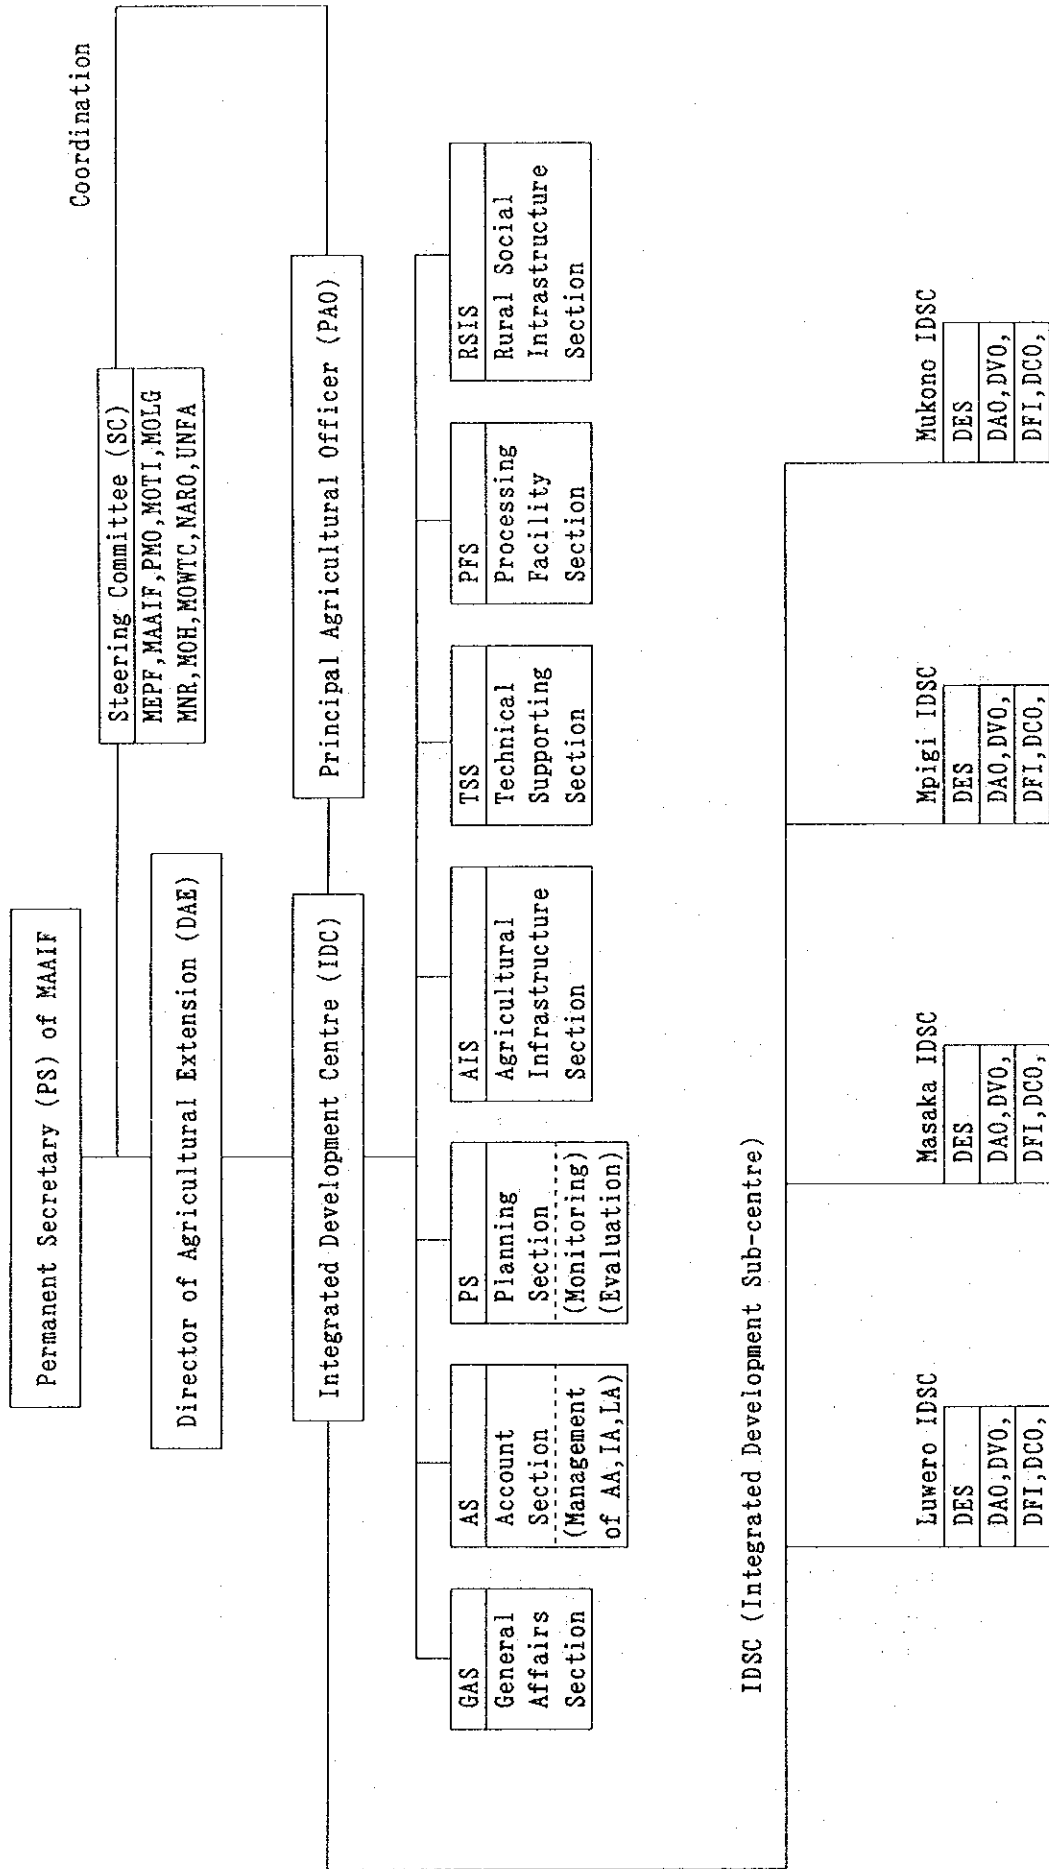 Permanent Secretary (PS) of MAAIF
Coordination
Steering Committee (SC)
MEPF,MAAIF,PMO,MOTI,MOLG
MNR,MOH,MOWTC,NARO,UNFA
Director of Agricultural Extension (DAE)
Integrated Development Centre (IDC)
Principal Agricultural Officer (PAO)
GAS
General
Affairs
Section
AS
Account
Section
(Management
of AA,IA,LA)
PS
Planning
Section
(Monitoring)
(Evaluation)
AIS
Agricultural
Infrastructure
Section
TSS
Technical
Supporting
Section
PFS
Processing
Facility
Section
RSIS
Rural Social
Intrastructure
Section
IDSC (Integrated Development Sub-centre)
Luwero IDSC
DES
DAO,DVO,
DFI,DCO,
Masaka IDSC
DES
DAO,DVO,
DFI,DCO,
Mpigi IDSC
DES
DAO,DVO,
DFI,DCO,
Mukono IDSC
DES
DAO,DVO,
DFI,DCO,